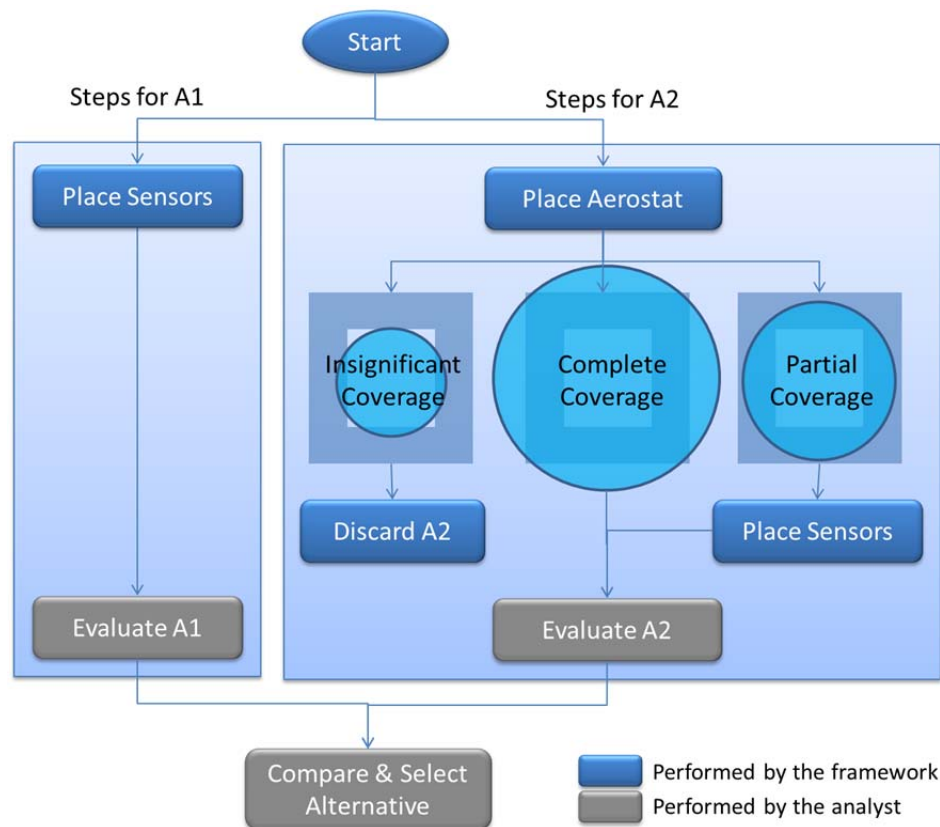 Start
Steps for A1
Steps for A2
Place Sensors
Place Aerostat
Insignificant
Coverage
Complete
Coverage
Partial
Coverage
Discard A2
Place Sensors
Evaluate A1
Evaluate A2
Compare & Select
Alternative
Performed by the framework
Performed by the analyst